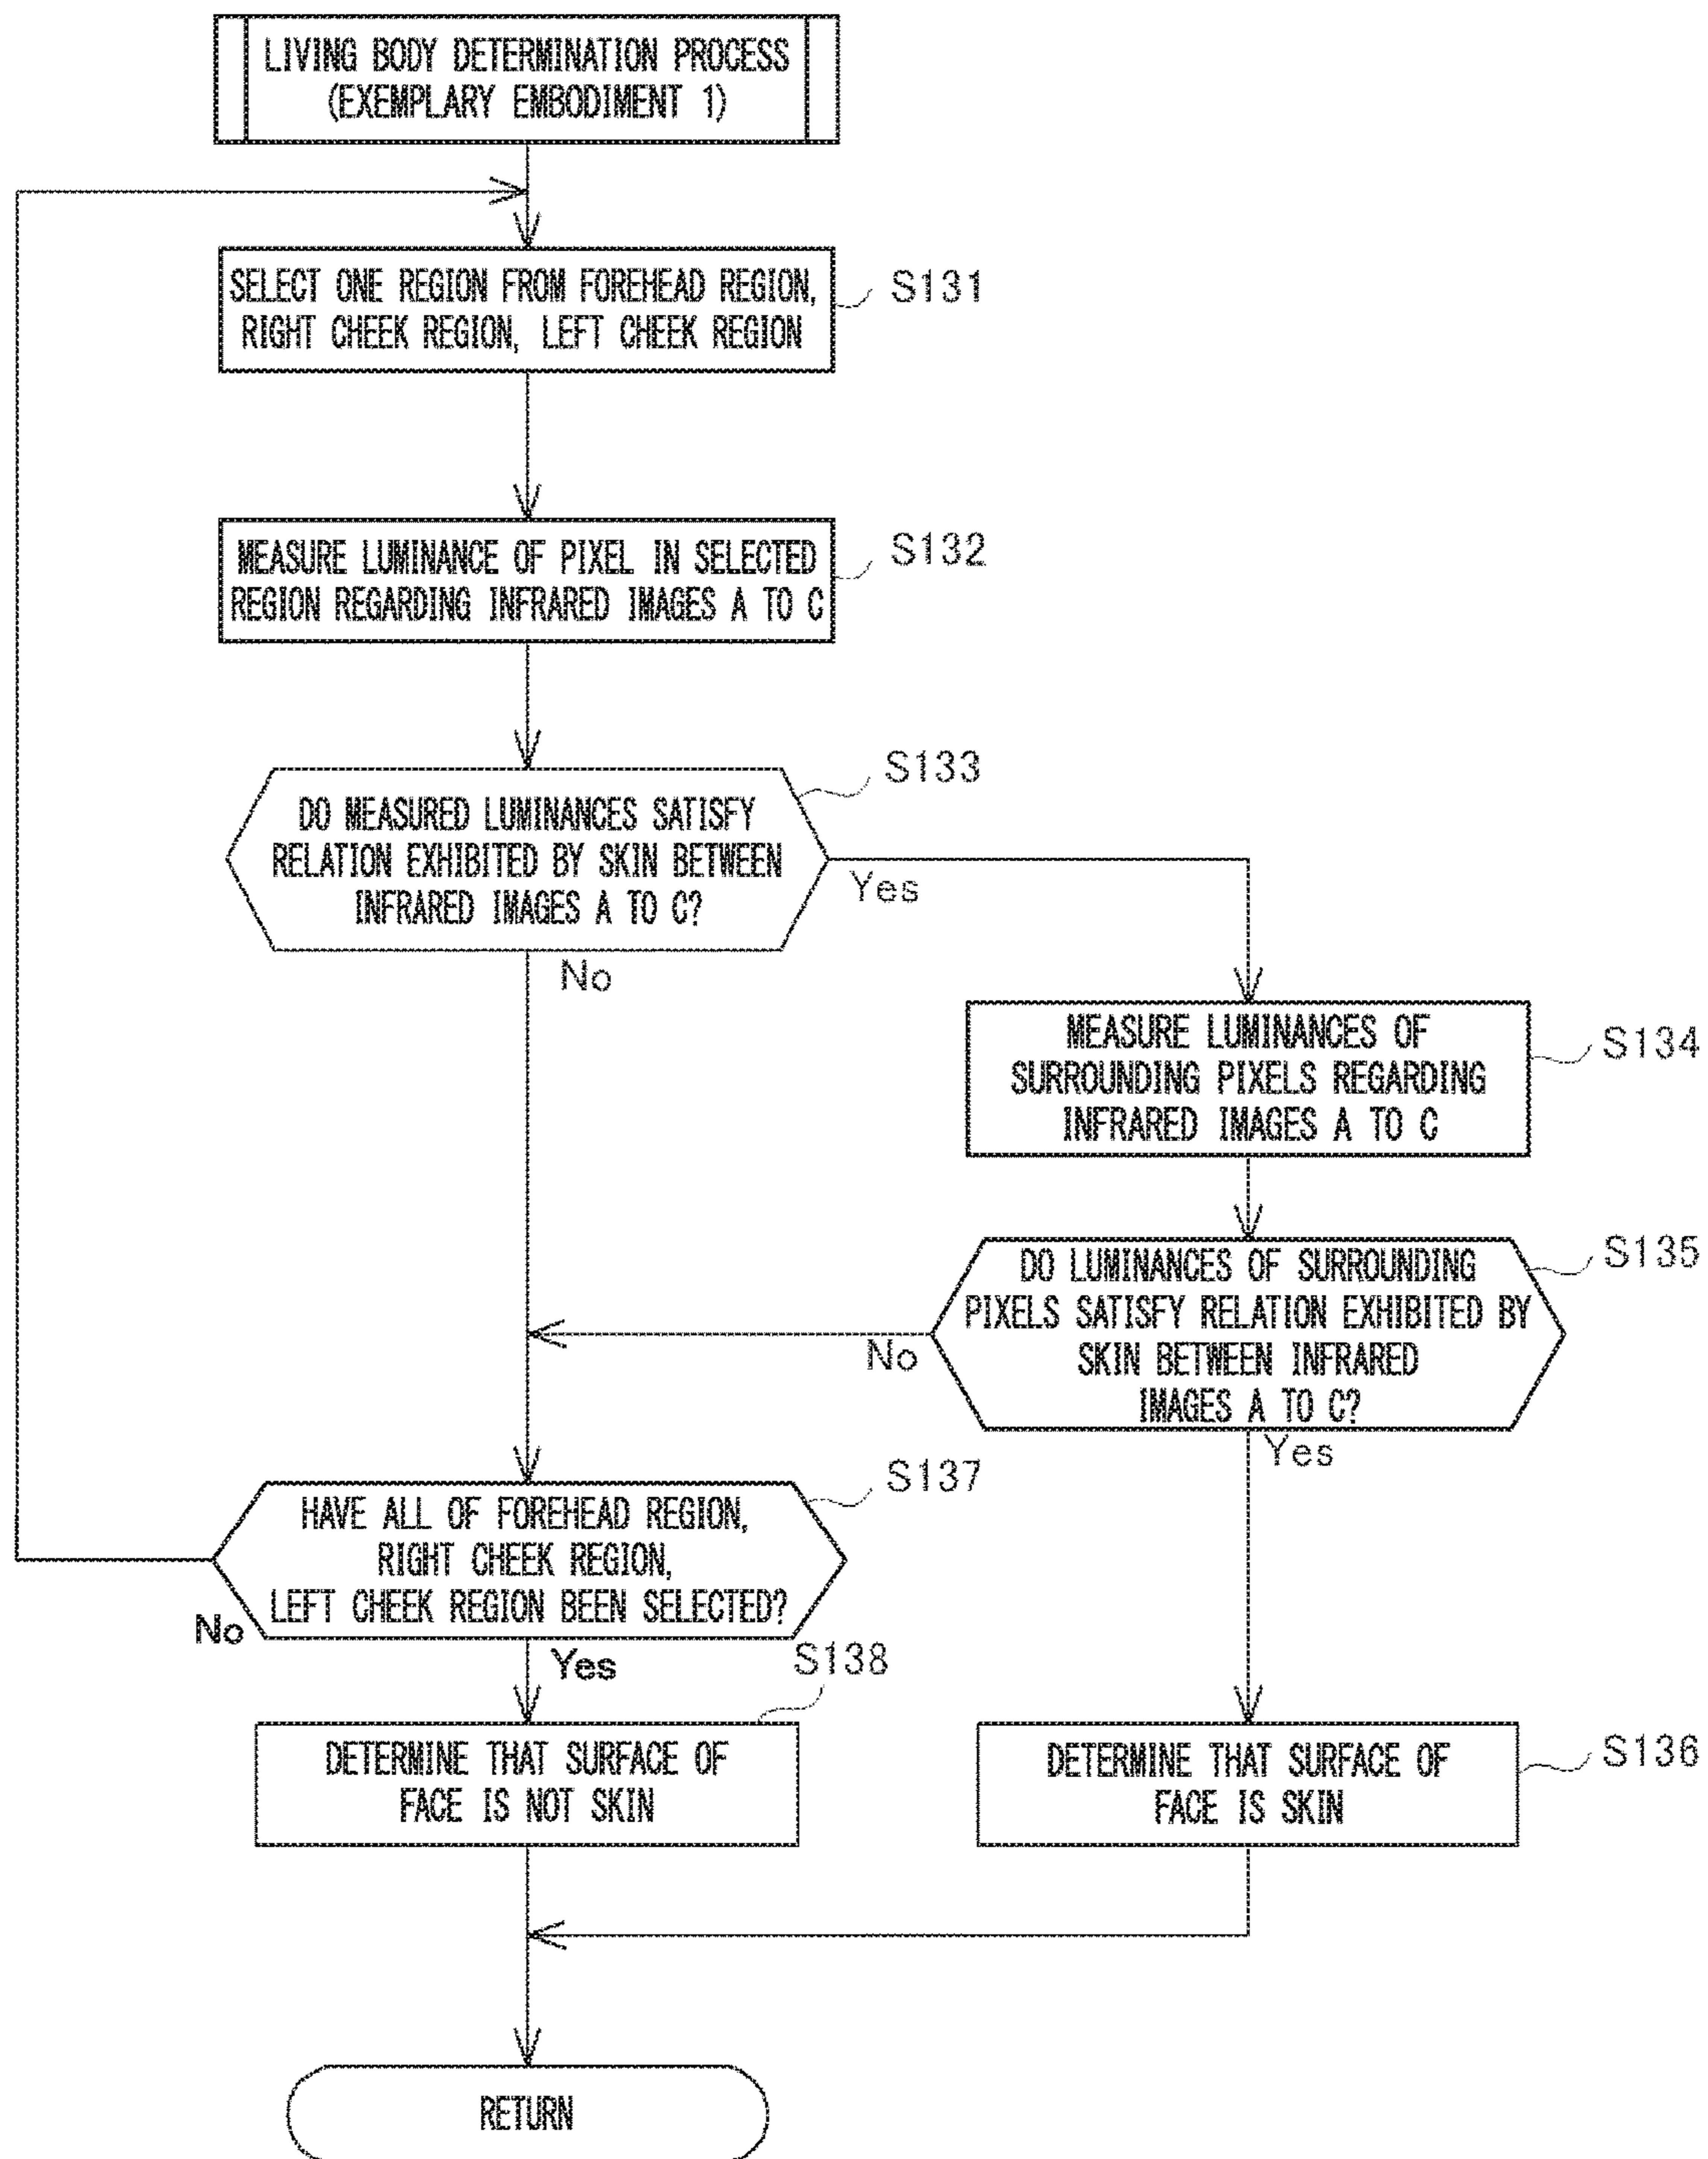 LIVING BODY DETERMINATION PROCESS
(EXEMPLARY EMBODIMENT 1)
SELECT ONE REGION FROM FOREHEAD REGION,
RIGHT CHEEK REGION, LEFT CHEEK REGION
S131
MEASURE LUMINANCE OF PIXEL IN SELECTED
REGION REGARDING INFRARED IMAGES A TO C
S132
DO MEASURED LUMINANCES SATISFY
RELATION EXHIBITED BY SKIN BETWEEN
INFRARED IMAGES A TO C?
S133
Yes
No
MEASURE LUMINANCES OF
SURROUNDING PIXELS REGARDING
INFRARED IMAGES A TO C
S134
DO LUMINANCES OF SURROUNDING
PIXELS SATISFY RELATION EXHIBITED BY
SKIN BETWEEN INFRARED
IMAGES A TO C?
S135
No
Yes
HAVE ALL OF FOREHEAD REGION,
RIGHT CHEEK REGION,
LEFT CHEEK REGION BEEN SELECTED?
S137
No
Yes
S138
DETERMINE THAT SURFACE OF
FACE IS NOT SKIN
DETERMINE THAT SURFACE OF
FACE IS SKIN
S136
RETURN